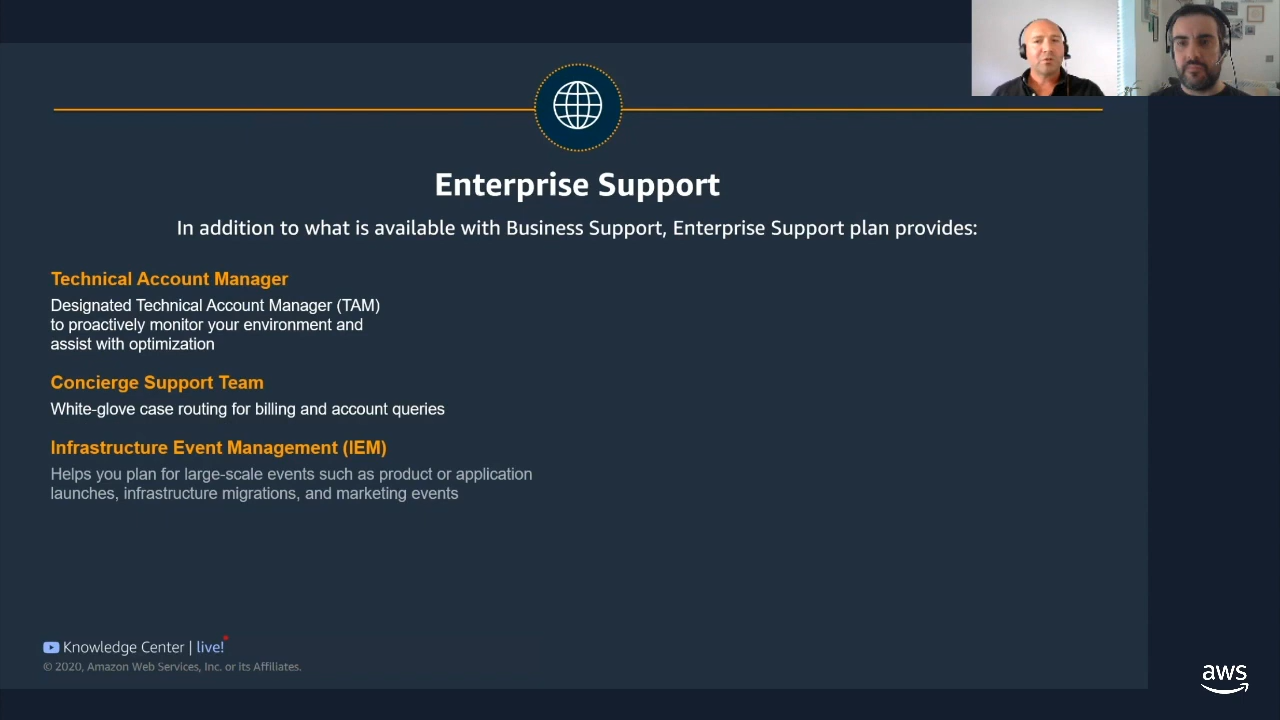 Enterprise Support
In addition to what is available with Business Support, Enterprise Support plan provides:
Technical Account Manager
Designated Technical Account Manager (TAM)
to proactively monitor your environment and
assist with optimization
Concierge Support Team
White-glove case routing for billing and account queries
Infrastructure Event Management (IEM)
Helps you plan for large-scale events such as product or application
launches, infrastructure migrations, and marketing events
Knowledge Center | live!
© 2020, Amazon Web Services, Inc. or its Affiliates.
aws